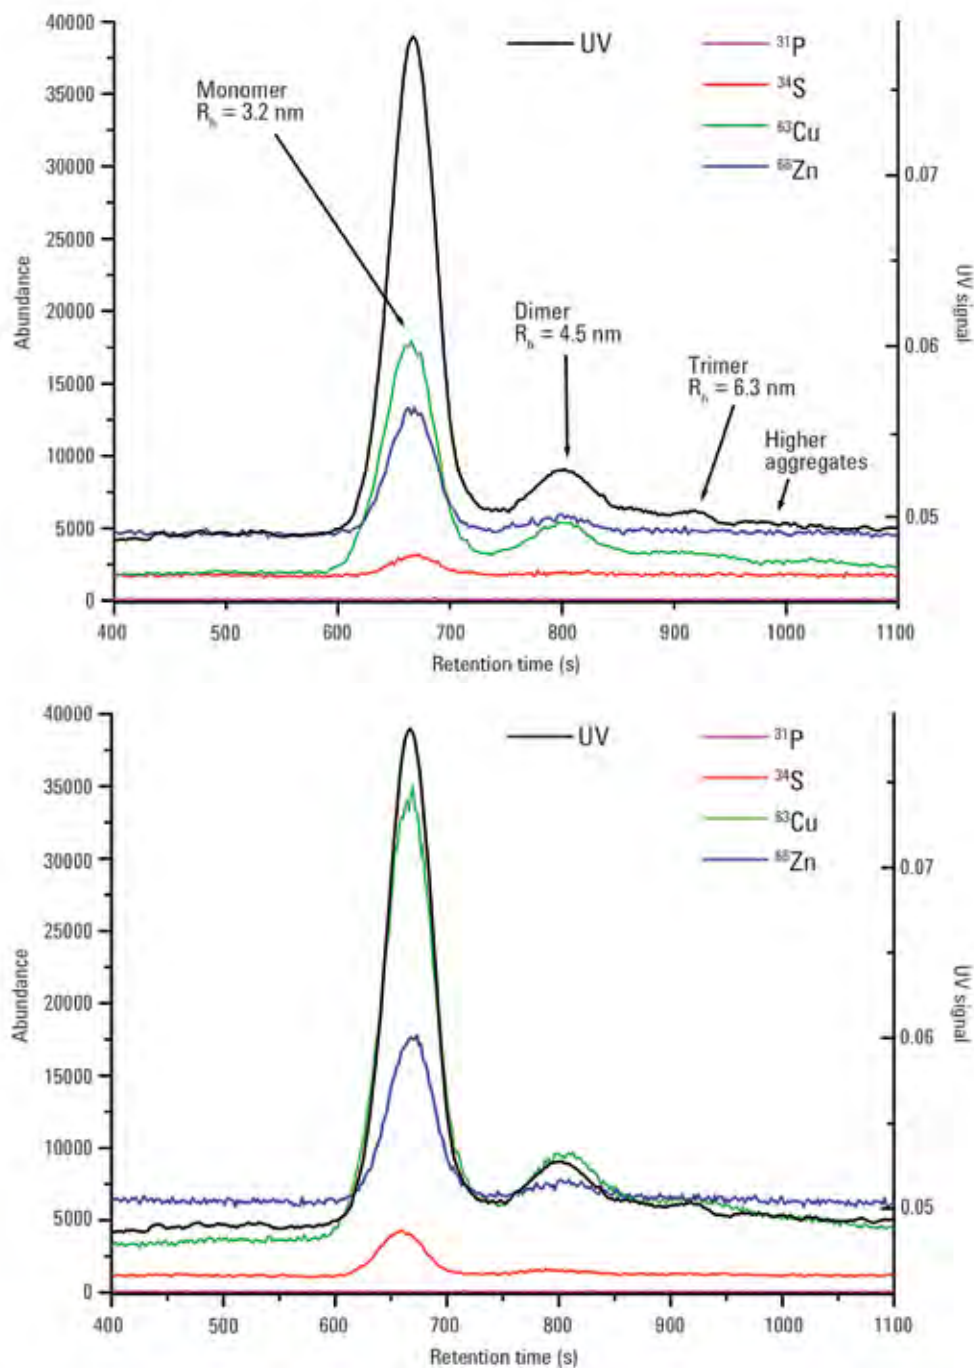 40000
35000
30000
25000
20000
15000
10000
5000
0
Abundance
UV
³¹P
³⁴S
⁶³Cu
⁶⁶Zn
Monomer
Rₕ = 3.2 nm
Dimer
Rₕ = 4.5 nm
Trimer
Rₕ = 6.3 nm
Higher
aggregates
0.07
0.06
0.05
UV signal
400 500 600 700 800 900 1000 1100
Retention time (s)
40000
35000
30000
25000
20000
15000
10000
5000
0
Abundance
UV
³¹P
³⁴S
⁶³Cu
⁶⁶Zn
0.07
0.06
0.05
UV signal
400 500 600 700 800 900 1000 1100
Retention time (s)